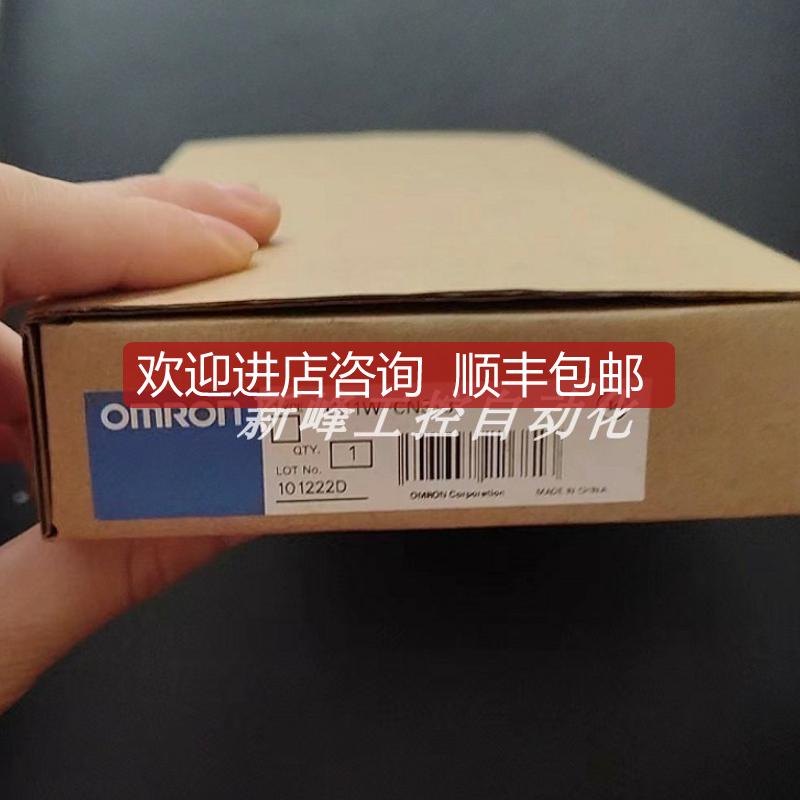 欢迎进店咨询 顺丰包邮
OMRON
新峰工控自动化
QTY. 1
LOT No.
101222D
OMRON Corporation
MADE IN CHINA